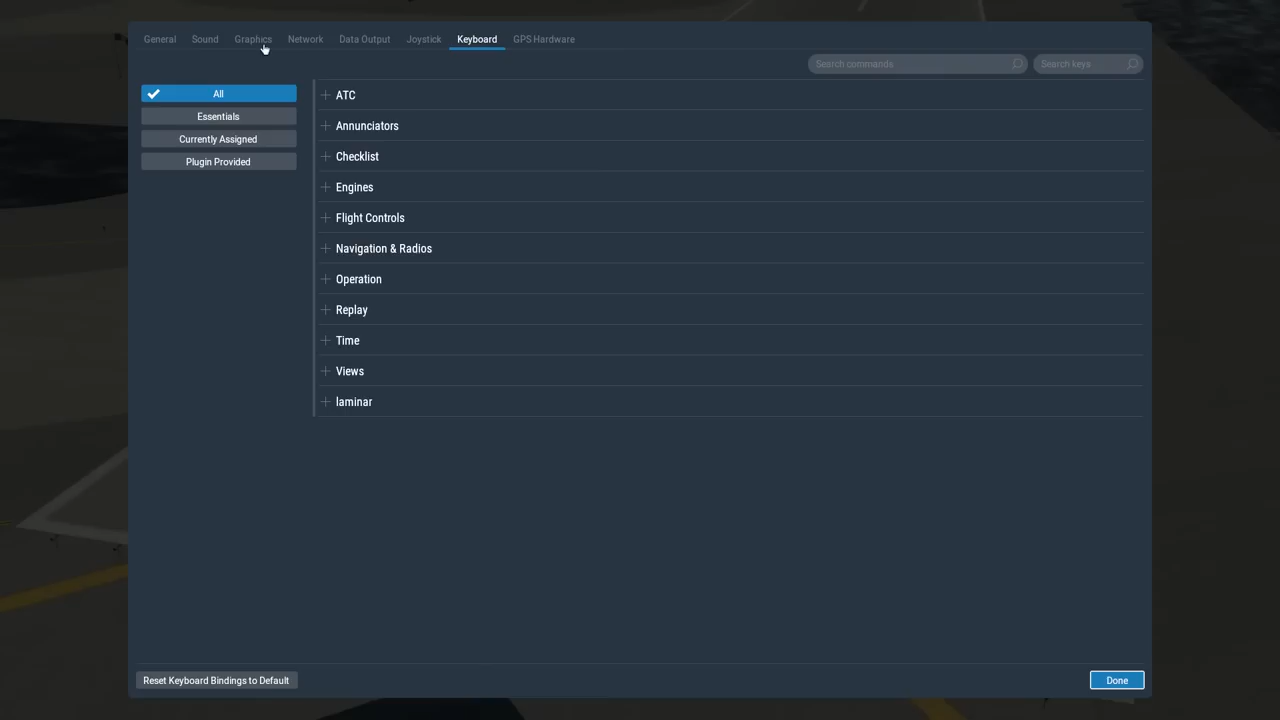 General Sound Graphics Network Data Output Joystick Keyboard GPS Hardware
Search commands Search keys
All
Essentials
Currently Assigned
Plugin Provided
ATC
Annunciators
Checklist
Engines
Flight Controls
Navigation & Radios
Operation
Replay
Time
Views
laminar
Reset Keyboard Bindings to Default
Done